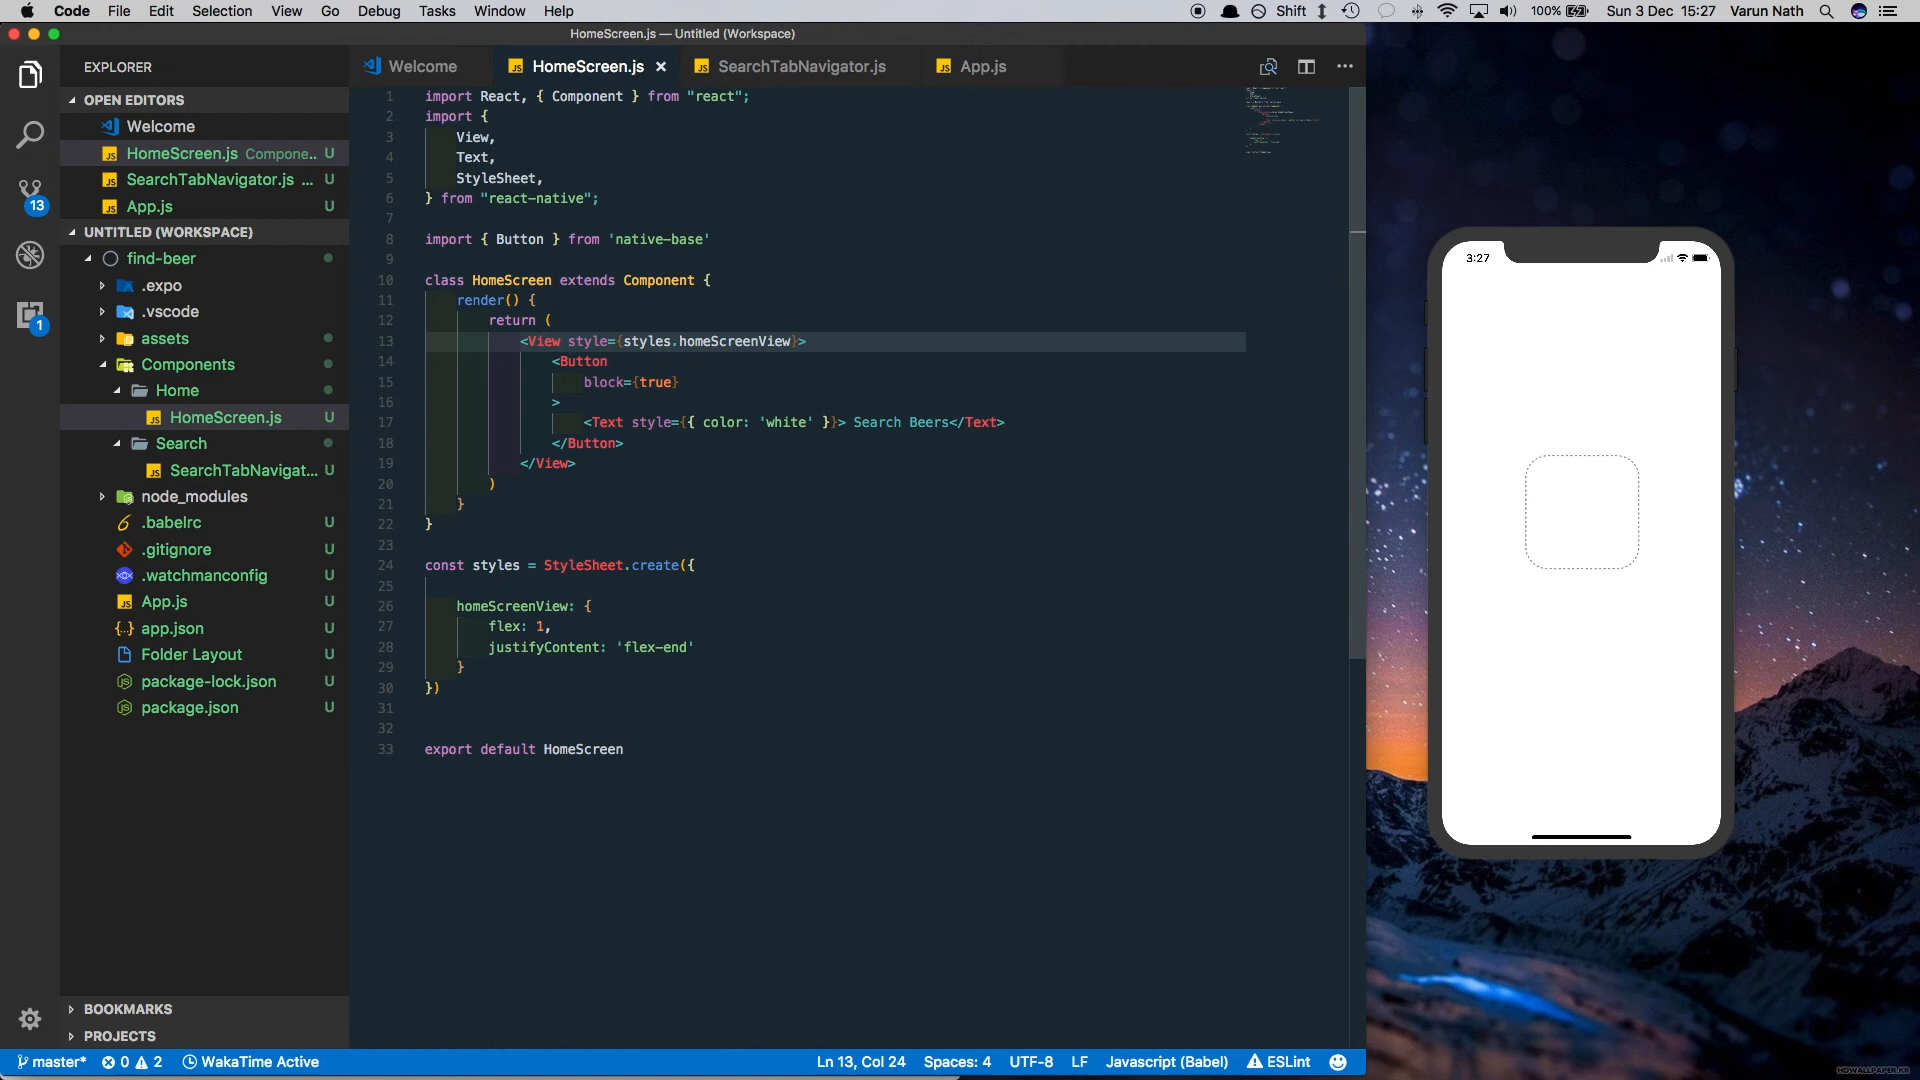 Code File Edit Selection View Go Debug Tasks Window Help Shift 100% Sun 3 Dec 15:27 Varun Nath
HomeScreen.js — Untitled (Workspace)
EXPLORER
Welcome HomeScreen.js × SearchTabNavigator.js App.js
OPEN EDITORS
Welcome
HomeScreen.js Compone.. U
SearchTabNavigator.js ... U
App.js U
UNTITLED (WORKSPACE)
find-beer
.expo
.vscode
assets
Components
Home
HomeScreen.js U
Search
SearchTabNavigat... U
node_modules
.babelrc U
.gitignore U
.watchmanconfig U
App.js U
app.json U
Folder Layout U
package-lock.json U
package.json U
BOOKMARKS
PROJECTS
13
1
1 import React, { Component } from "react";
2 import {
3 View,
4 Text,
5 StyleSheet,
6 } from "react-native";
7
8 import { Button } from 'native-base'
9
10 class HomeScreen extends Component {
11 render() {
12 return (
13 <View style={styles.homeScreenView}>
14 <Button
15 block={true}
16 >
17 <Text style={{ color: 'white' }}> Search Beers</Text>
18 </Button>
19 </View>
20 )
21 }
22 }
23
24 const styles = StyleSheet.create({
25
26 homeScreenView: {
27 flex: 1,
28 justifyContent: 'flex-end'
29 }
30 })
31
32
33 export default HomeScreen
3:27
master* 0 2 WakaTime Active Ln 13, Col 24 Spaces: 4 UTF-8 LF Javascript (Babel) ESLint
HDWALLPAPER.KR